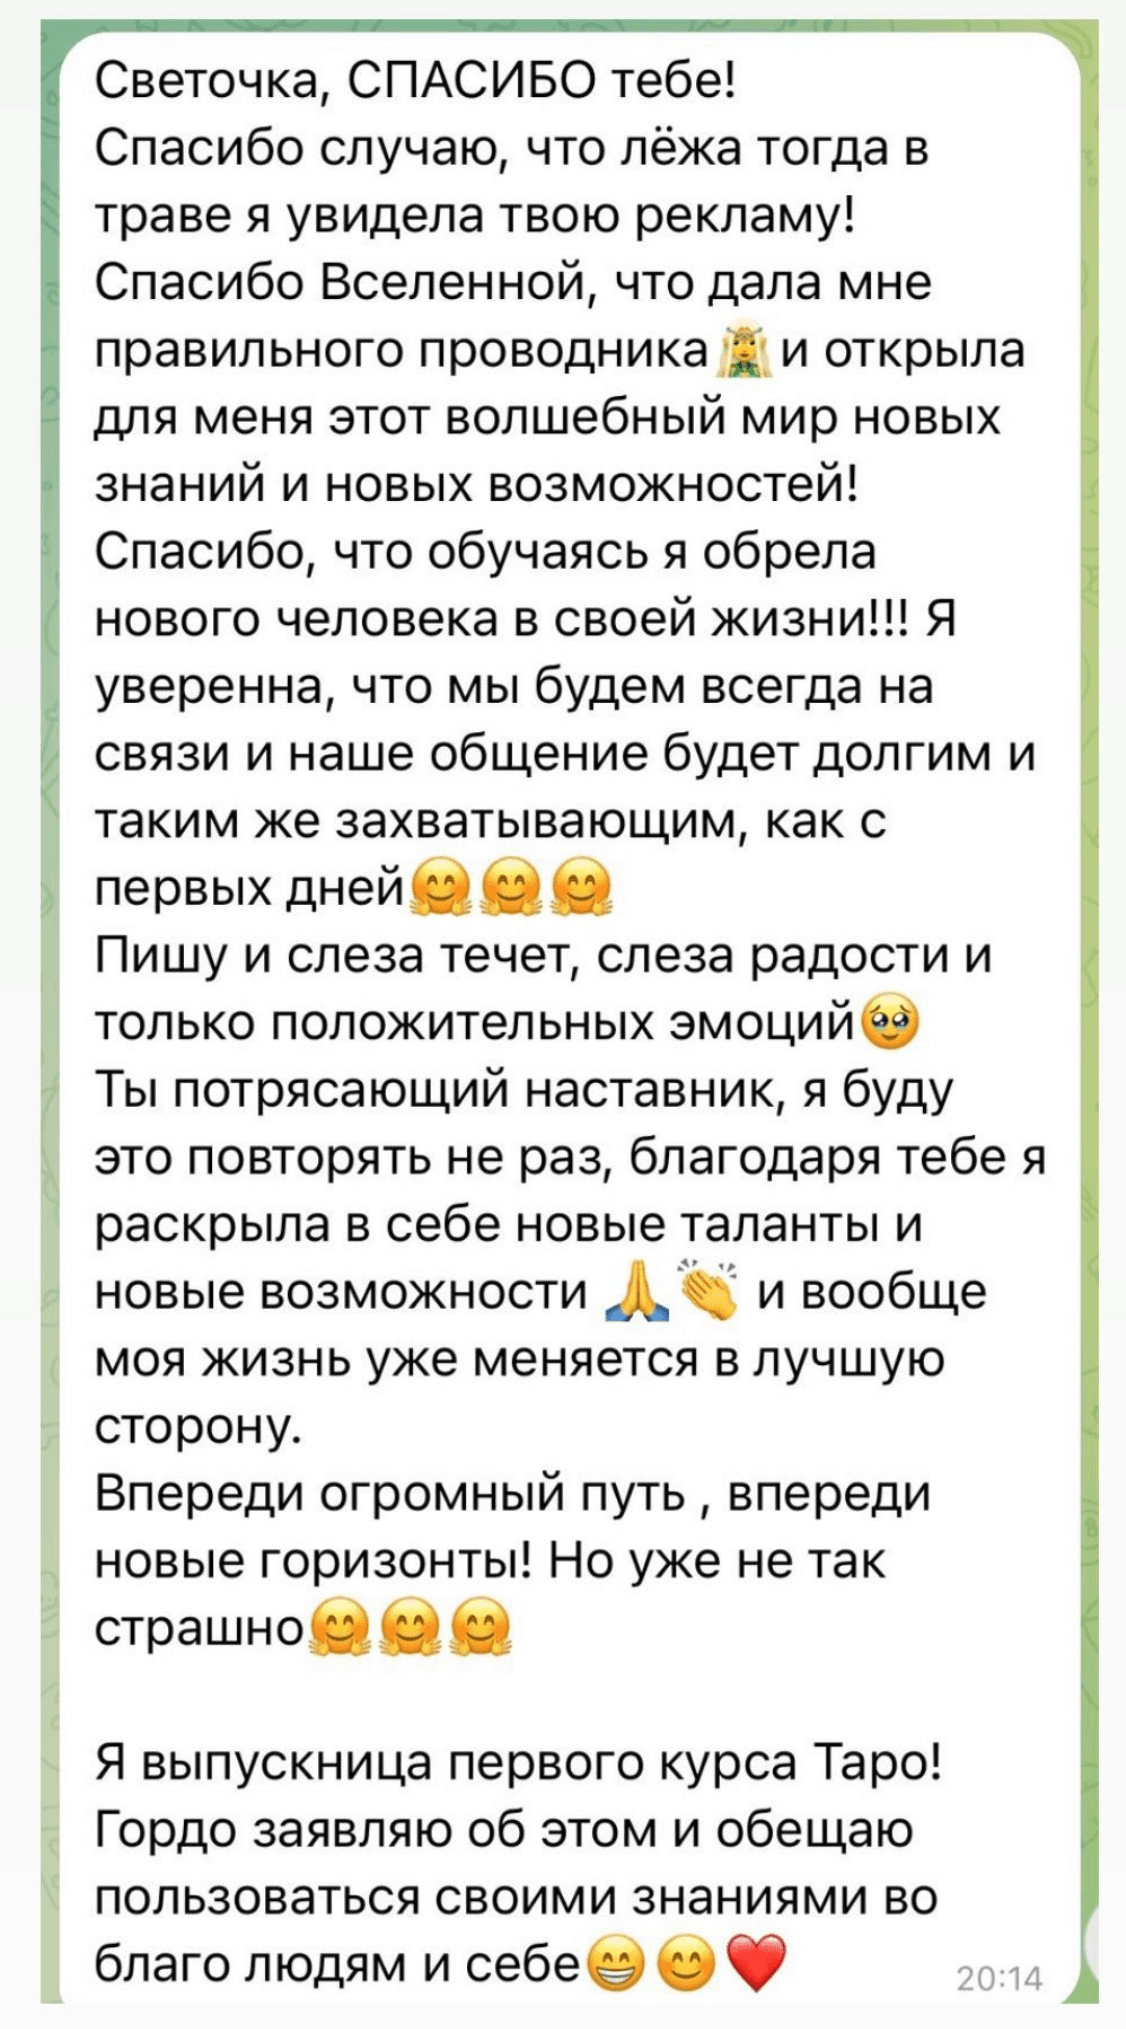 Светочка, СПАСИБО тебе!
Спасибо случаю, что лёжа тогда в
траве я увидела твою рекламу!
Спасибо Вселенной, что дала мне
правильного проводника🧝‍♀️и открыла
для меня этот волшебный мир новых
знаний и новых возможностей!
Спасибо, что обучаясь я обрела
нового человека в своей жизни!!! Я
уверенна, что мы будем всегда на
связи и наше общение будет долгим и
таким же захватывающим, как с
первых дней🤗🤗🤗
Пишу и слеза течет, слеза радости и
только положительных эмоций🥹
Ты потрясающий наставник, я буду
это повторять не раз, благодаря тебе я
раскрыла в себе новые таланты и
новые возможности 🙏👏 и вообще
моя жизнь уже меняется в лучшую
сторону.
Впереди огромный путь , впереди
новые горизонты! Но уже не так
страшно🤗🤗🤗
Я выпускница первого курса Таро!
Гордо заявляю об этом и обещаю
пользоваться своими знаниями во
благо людям и себе😁😊❤️
20:14